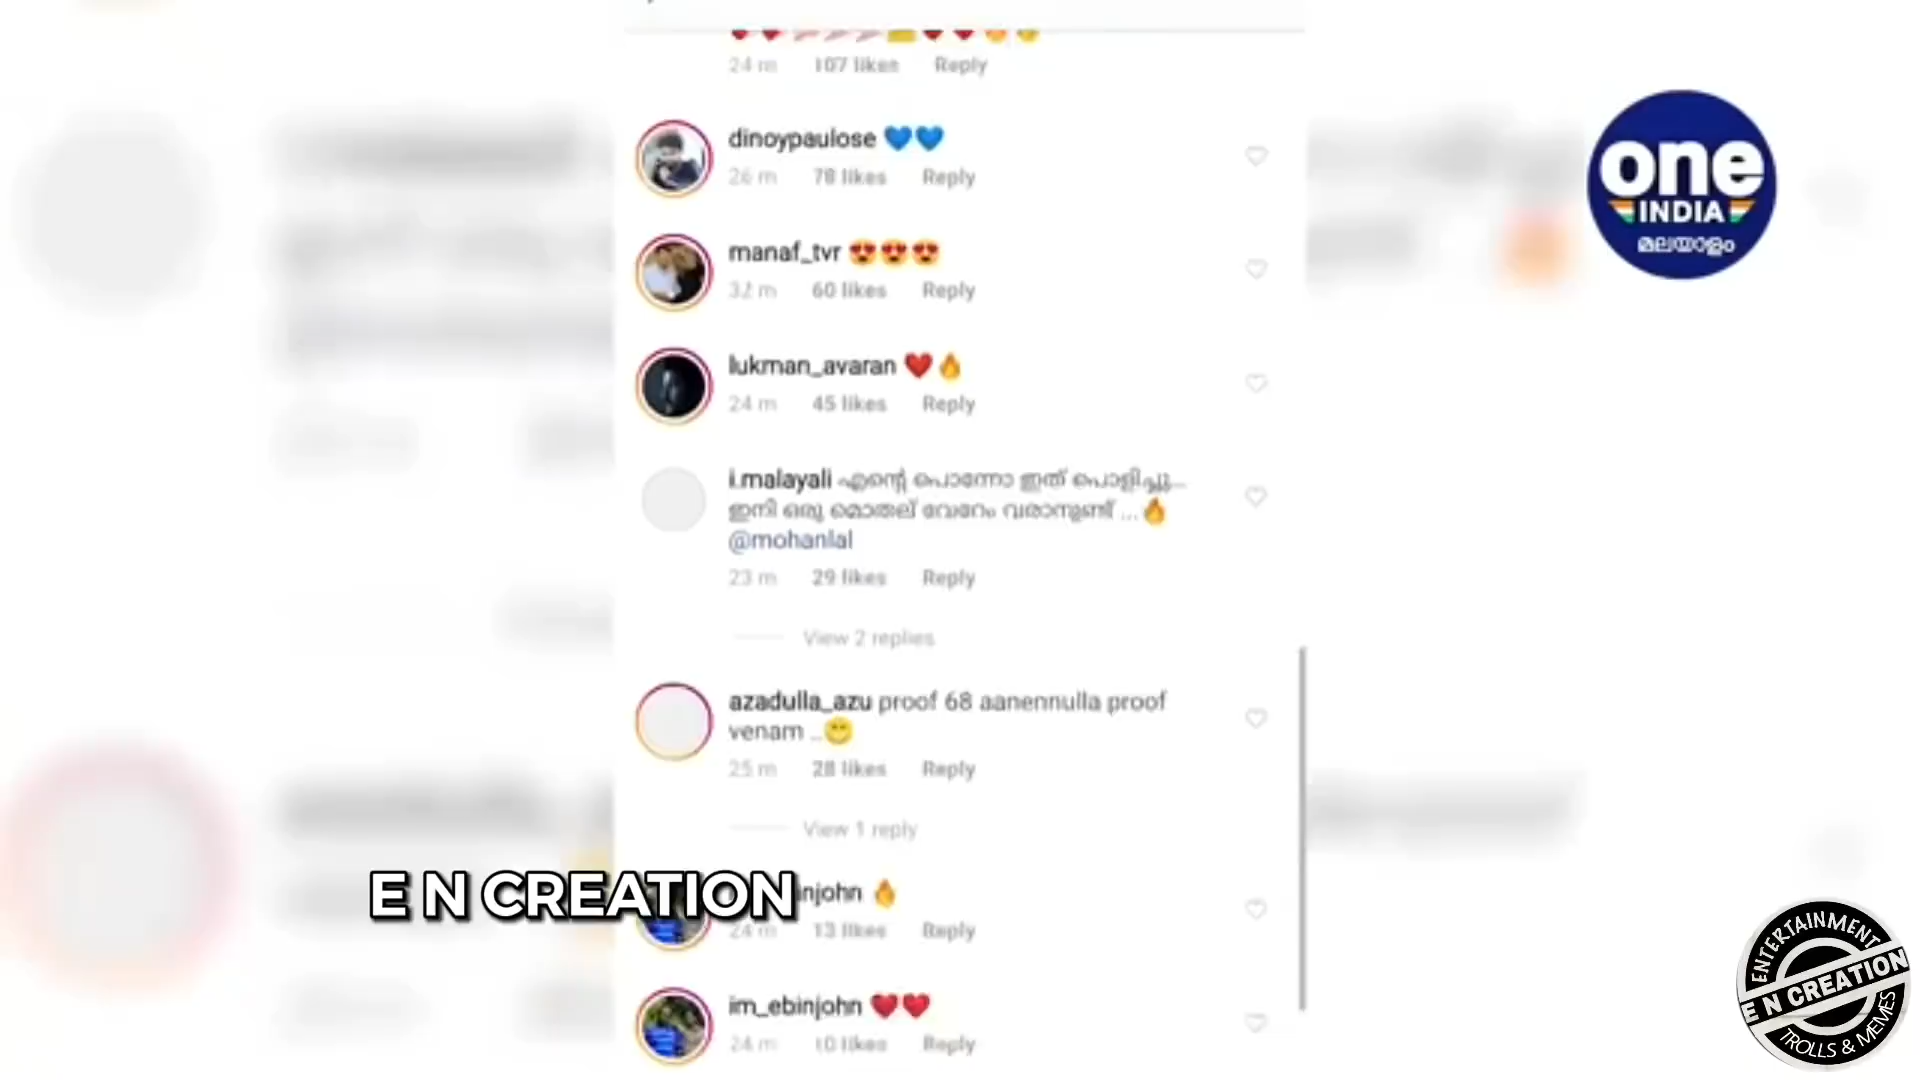 24 m 107 likes Reply
dinoypaulose 💙💙
26 m 78 likes Reply
manaf_tvr 😍😍😍
32 m 60 likes Reply
lukman_avaran ❤️🔥
24 m 45 likes Reply
i.malayali എന്റെ പൊന്നോ ഇത് പൊളിച്ചു...
ഇനി ഒരു മൊതല് വേറേം വരാനുണ്ട് ...🔥
@mohanlal
23 m 29 likes Reply
View 2 replies
azadulla_azu proof 68 aanennulla proof
venam ..😁
25 m 28 likes Reply
View 1 reply
njohn 🔥
24 m 13 likes Reply
im_ebinjohn ❤️❤️
24 m 10 likes Reply
E N CREATION
one
INDIA
മലയാളം
ENTERTAINMENT
E N CREATION
TROLLS & MEMES